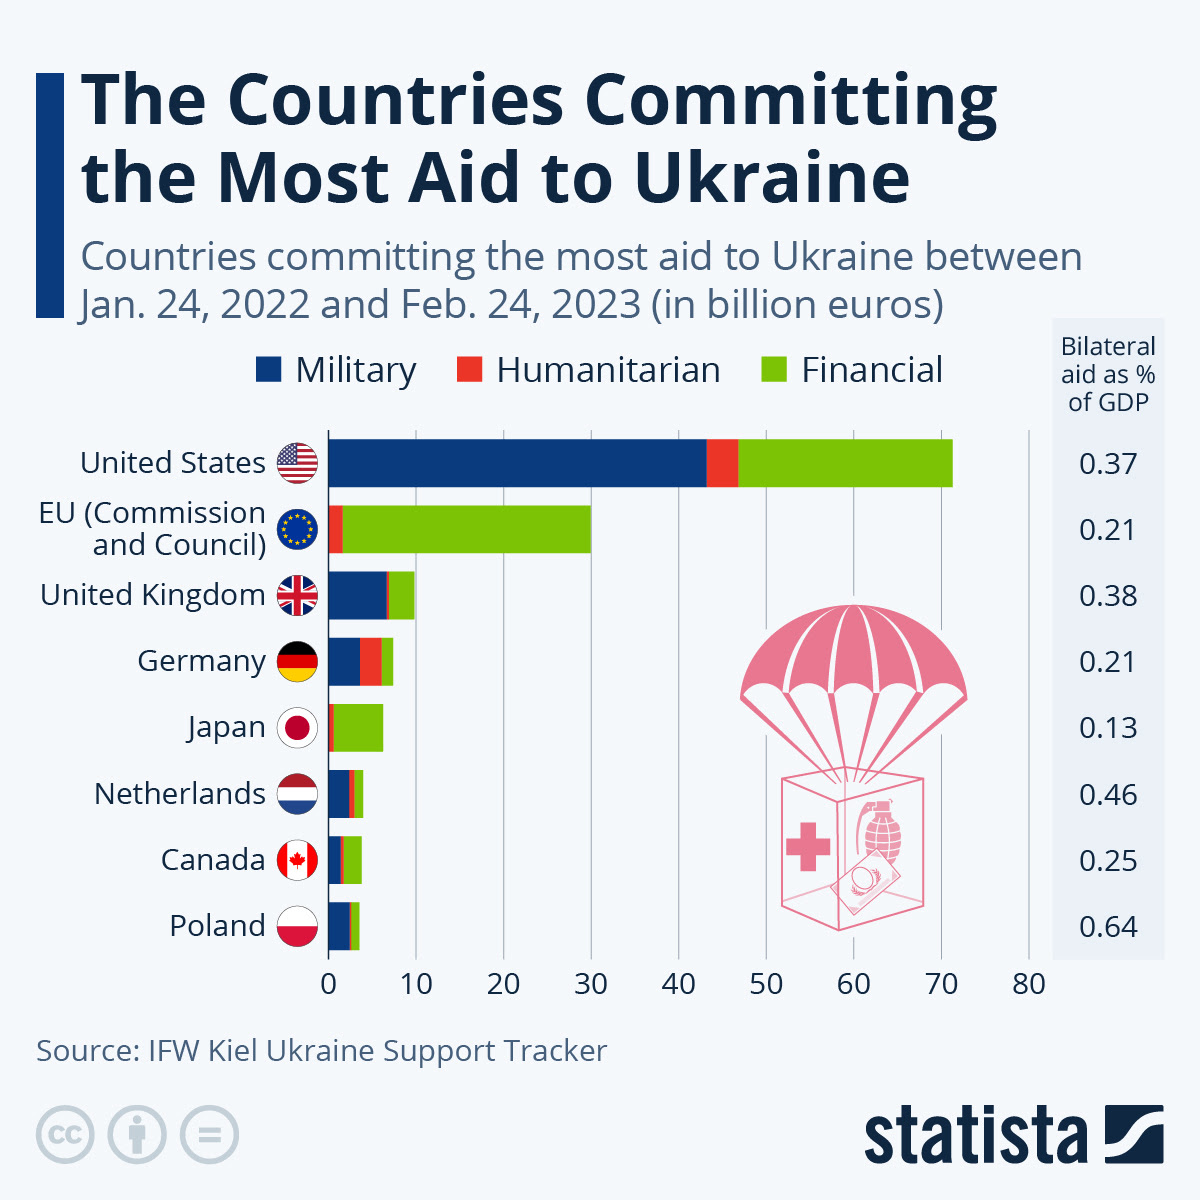 The Countries Committing
the Most Aid to Ukraine
Countries committing the most aid to Ukraine between
Jan. 24, 2022 and Feb. 24, 2023 (in billion euros)
Military Humanitarian Financial
Bilateral
aid as %
of GDP
United States 0.37
EU (Commission
and Council) 0.21
United Kingdom 0.38
Germany 0.21
Japan 0.13
Netherlands 0.46
Canada 0.25
Poland 0.64
0 10 20 30 40 50 60 70 80
Source: IFW Kiel Ukraine Support Tracker
cc
statista